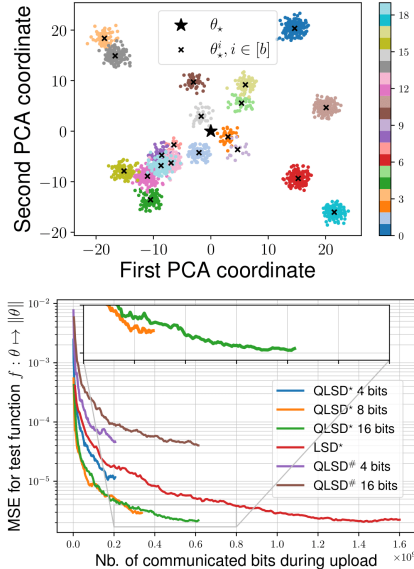 20
10
0
−10
−20
Second PCA coordinate
θ⋆
θ⋆^i, i ∈ [b]
−20
−10
0
10
20
First PCA coordinate
18
15
12
9
6
3
0
10⁻²
10⁻³
10⁻⁴
10⁻⁵
MSE for test function f : θ ↦ ||θ||
QLSD⋆ 4 bits
QLSD⋆ 8 bits
QLSD⋆ 16 bits
LSD⋆
QLSD# 4 bits
QLSD# 16 bits
0.0
0.2
0.4
0.6
0.8
1.0
1.2
1.4
1.6
Nb. of communicated bits during upload